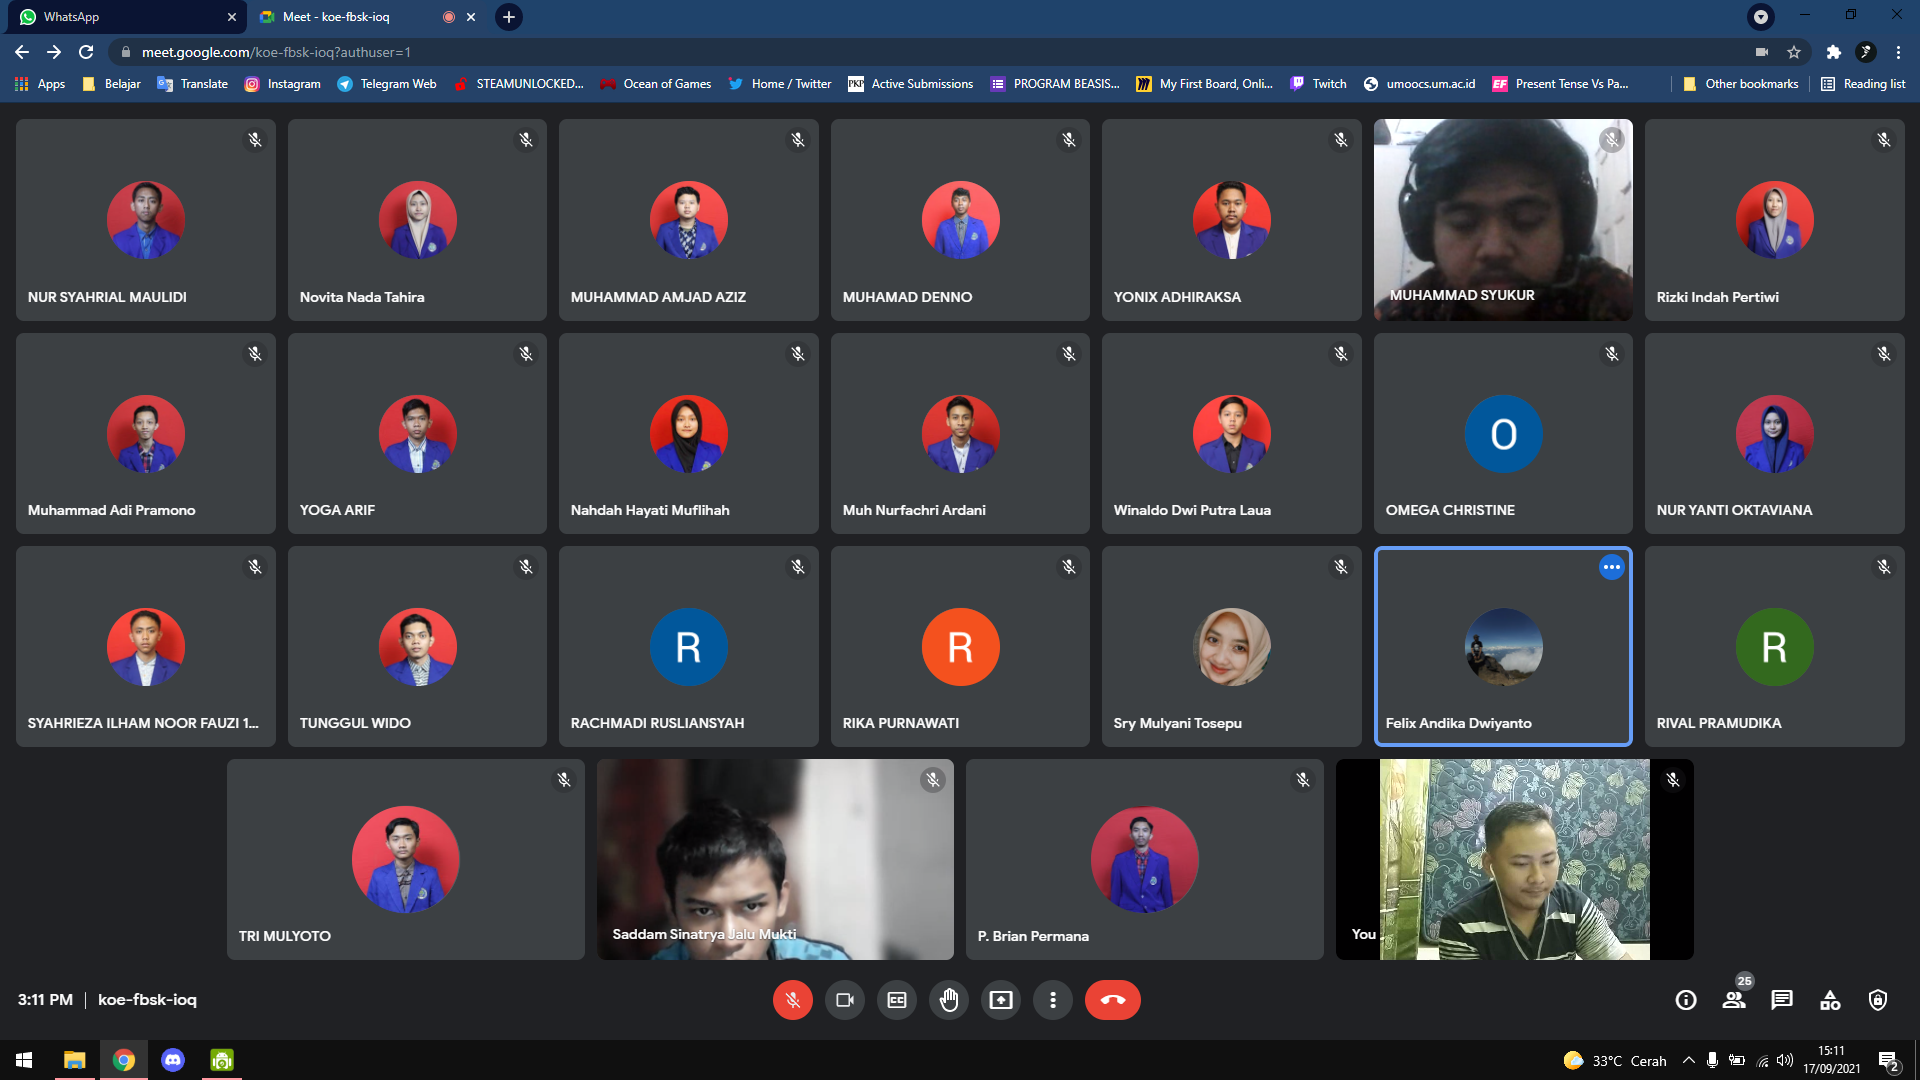 WhatsApp
Meet - koe-fbsk-ioq
meet.google.com/koe-fbsk-ioq?authuser=1
Apps
Belajar
Translate
Instagram
Telegram Web
STEAMUNLOCKED...
Ocean of Games
Home / Twitter
PKP
Active Submissions
PROGRAM BEASIS...
My First Board, Onli...
Twitch
umoocs.um.ac.id
EF
Present Tense Vs Pa...
Other bookmarks
Reading list
NUR SYAHRIAL MAULIDI
Novita Nada Tahira
MUHAMMAD AMJAD AZIZ
MUHAMAD DENNO
YONIX ADHIRAKSA
MUHAMMAD SYUKUR
Rizki Indah Pertiwi
Muhammad Adi Pramono
YOGA ARIF
Nahdah Hayati Muflihah
Muh Nurfachri Ardani
Winaldo Dwi Putra Laua
O
OMEGA CHRISTINE
NUR YANTI OKTAVIANA
SYAHRIEZA ILHAM NOOR FAUZI 1...
TUNGGUL WIDO
R
RACHMADI RUSLIANSYAH
R
RIKA PURNAWATI
Sry Mulyani Tosepu
Felix Andika Dwiyanto
R
RIVAL PRAMUDIKA
TRI MULYOTO
Saddam Sinatrya Jalu Mukti
P. Brian Permana
You
3:11 PM | koe-fbsk-ioq
CC
25
33°C Cerah
15:11
17/09/2021
2